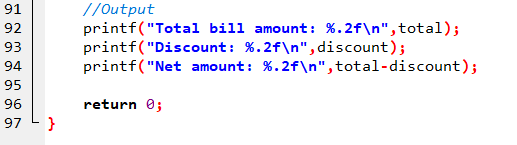 91 //Output
92 printf("Total bill amount: %.2f\n",total);
93 printf("Discount: %.2f\n",discount);
94 printf("Net amount: %.2f\n",total-discount);
95
96 return 0;
97 }